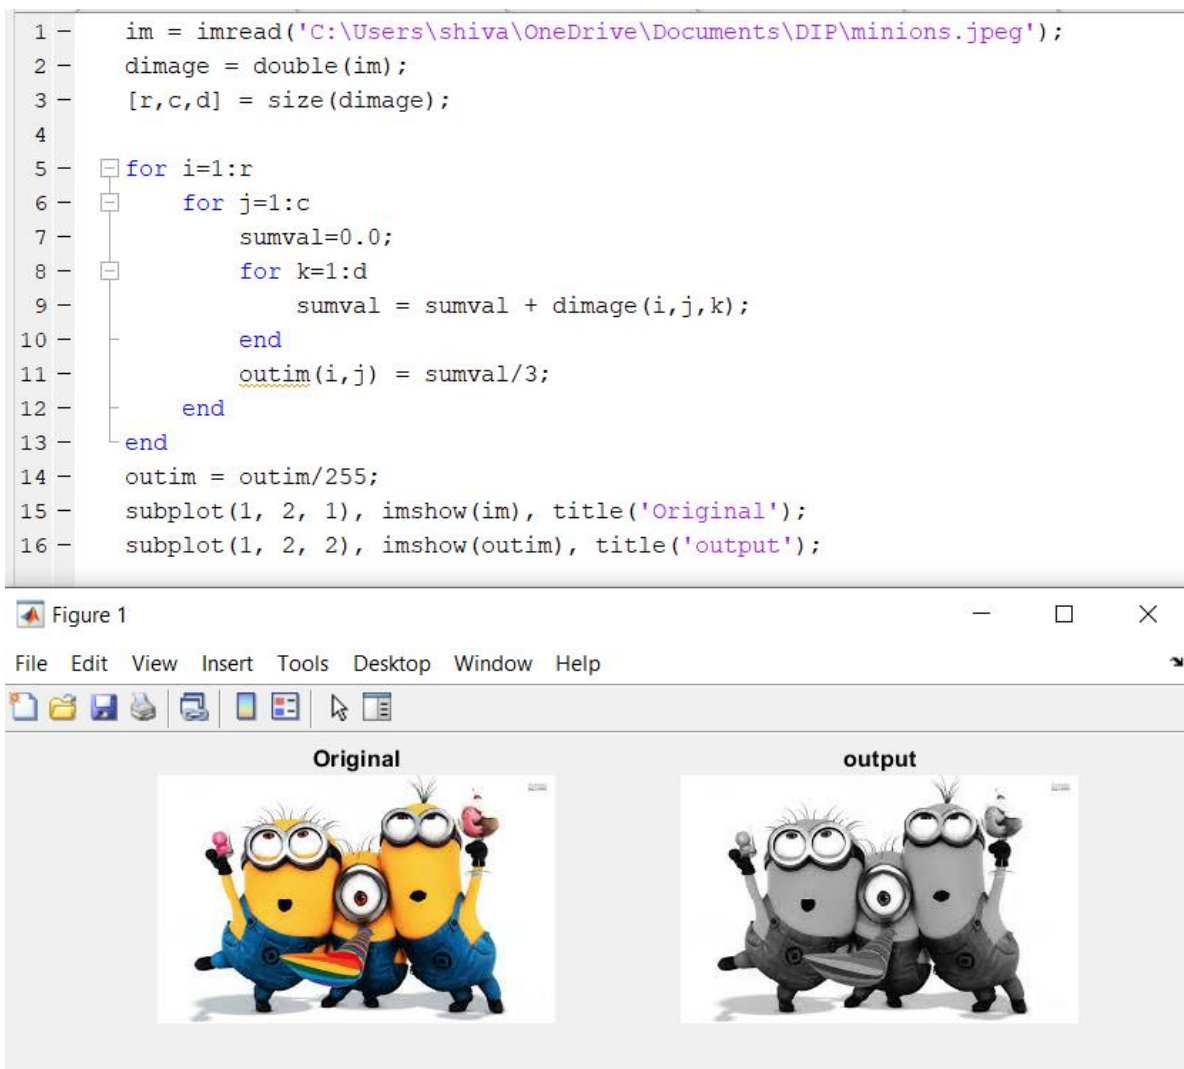 1 − im = imread('C:\Users\shiva\OneDrive\Documents\DIP\minions.jpeg');
2 − dimage = double(im);
3 − [r,c,d] = size(dimage);
4
5 − for i=1:r
6 − for j=1:c
7 − sumval=0.0;
8 − for k=1:d
9 − sumval = sumval + dimage(i,j,k);
10 − end
11 − outim(i,j) = sumval/3;
12 − end
13 − end
14 − outim = outim/255;
15 − subplot(1, 2, 1), imshow(im), title('Original');
16 − subplot(1, 2, 2), imshow(outim), title('output');
Figure 1
File Edit View Insert Tools Desktop Window Help
Original output